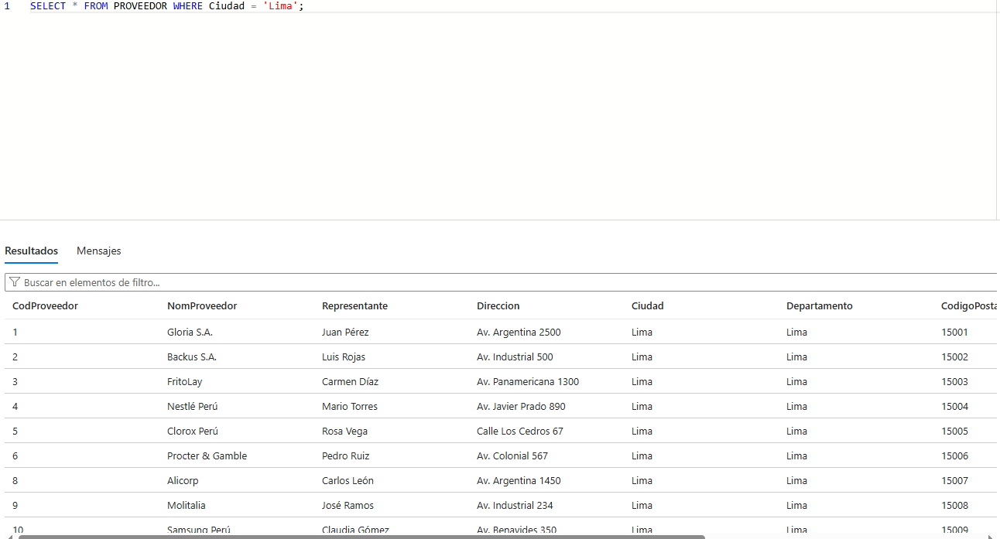 1 SELECT * FROM PROVEEDOR WHERE Ciudad = 'Lima';
Resultados Mensajes
Buscar en elementos de filtro...
CodProveedor NomProveedor Representante Direccion Ciudad Departamento CodigoPosta
1 Gloria S.A. Juan Pérez Av. Argentina 2500 Lima Lima 15001
2 Backus S.A. Luis Rojas Av. Industrial 500 Lima Lima 15002
3 FritoLay Carmen Díaz Av. Panamericana 1300 Lima Lima 15003
4 Nestlé Perú Mario Torres Av. Javier Prado 890 Lima Lima 15004
5 Clorox Perú Rosa Vega Calle Los Cedros 67 Lima Lima 15005
6 Procter & Gamble Pedro Ruiz Av. Colonial 567 Lima Lima 15006
8 Alicorp Carlos León Av. Argentina 1450 Lima Lima 15007
9 Molitalia José Ramos Av. Industrial 234 Lima Lima 15008
10 Samsung Perú Claudia Gómez Av. Benavides 350 Lima Lima 15009